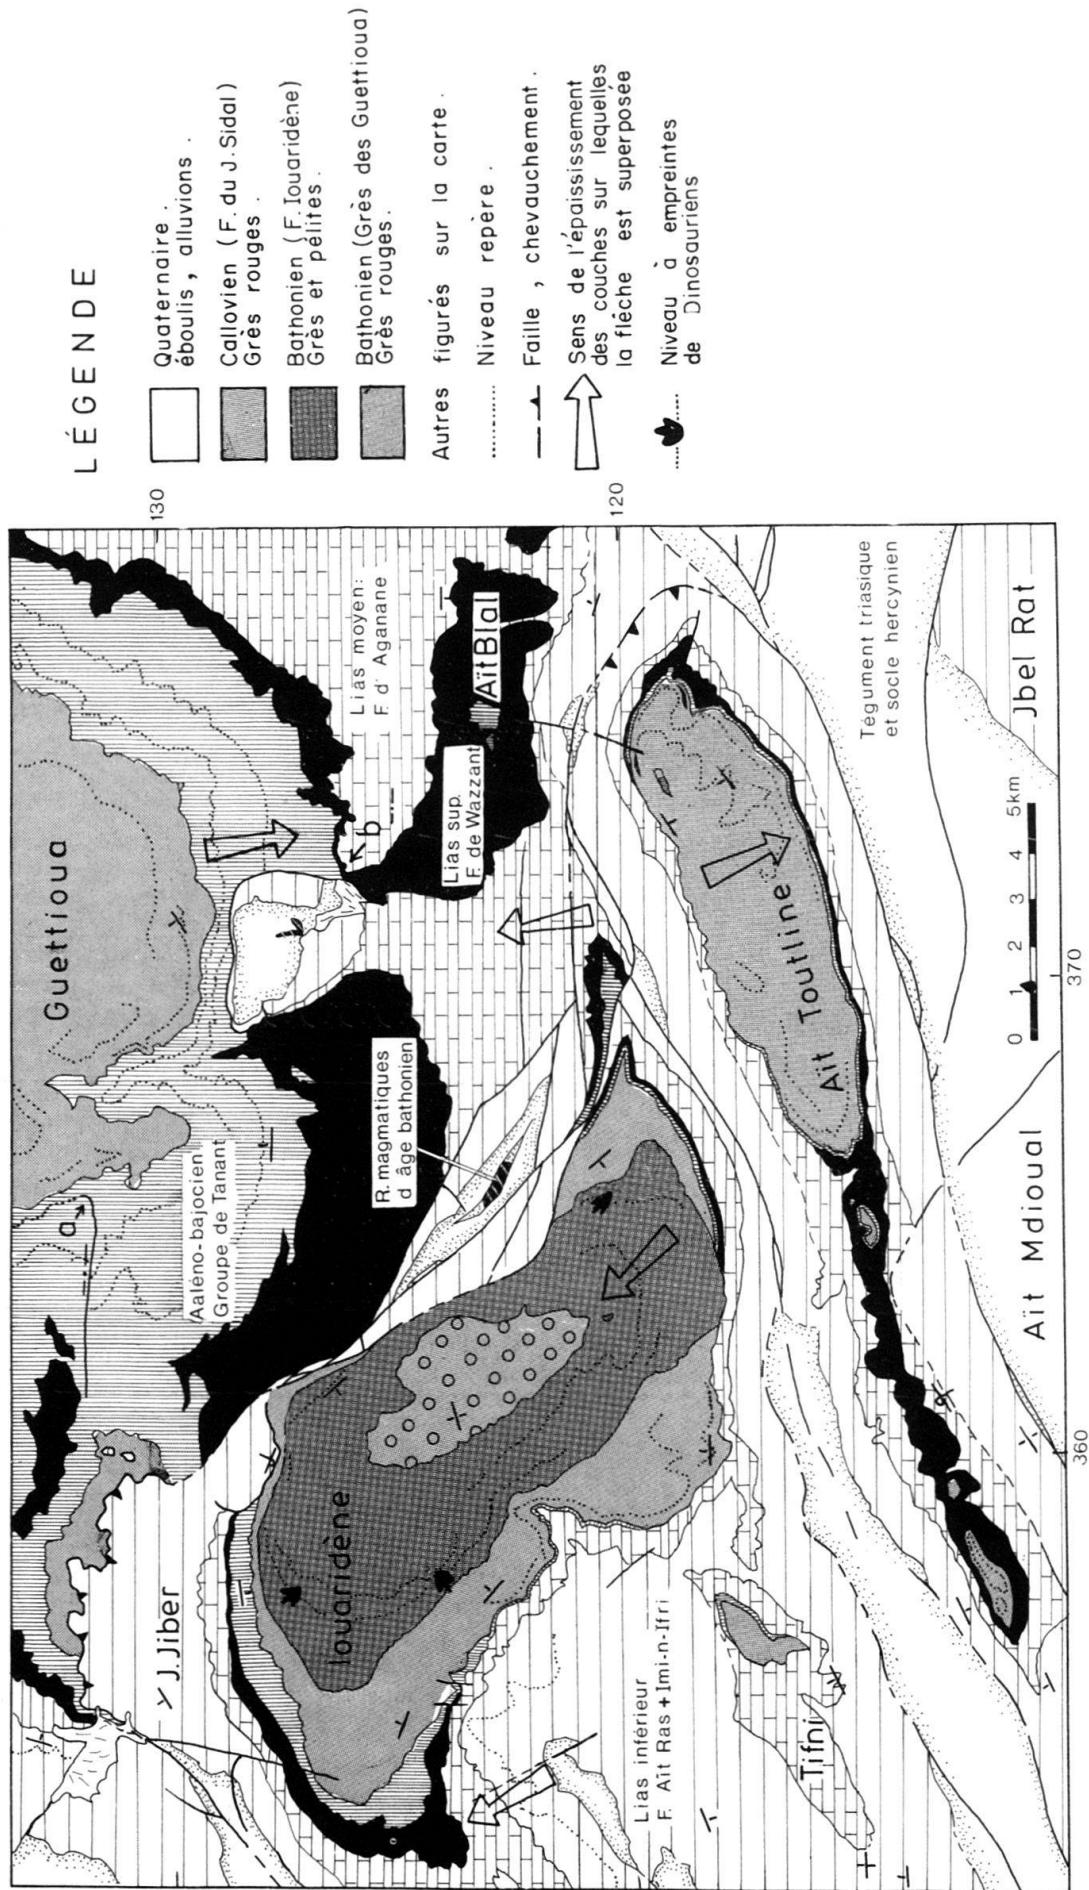 LÉGENDE
Quaternaire .
éboulis , alluvions .
Callovien ( F. du J. Sidal )
Grès rouges .
Bathonien ( F. Iouaridène )
Grès et pélites .
Bathonien (Grès des Guettioua)
Grès rouges.
Autres figurés sur la carte .
Niveau repère .
Faille , chevauchement .
Sens de l'épaississement
des couches sur lequelles
la flèche est superposée
Niveau à empreintes
de Dinosauriens
130
120
370
360
Guettioua
a
b
Lias moyen:
F. d' Aganane
AïtBlal
Lias sup.
F. de Wazzant
Aaléno-bajocien:
Groupe de Tanant
R. magmatiques
d âge bathonien
J.Jiber
Iouaridène
Aït Toutline
Lias inférieur
F. Aït Ras + Imi-n-Ifri
Tifni
Tégument triasique
et socle hercynien
Jbel Rat
Aït Mdioual
0 1 2 3 4 5km